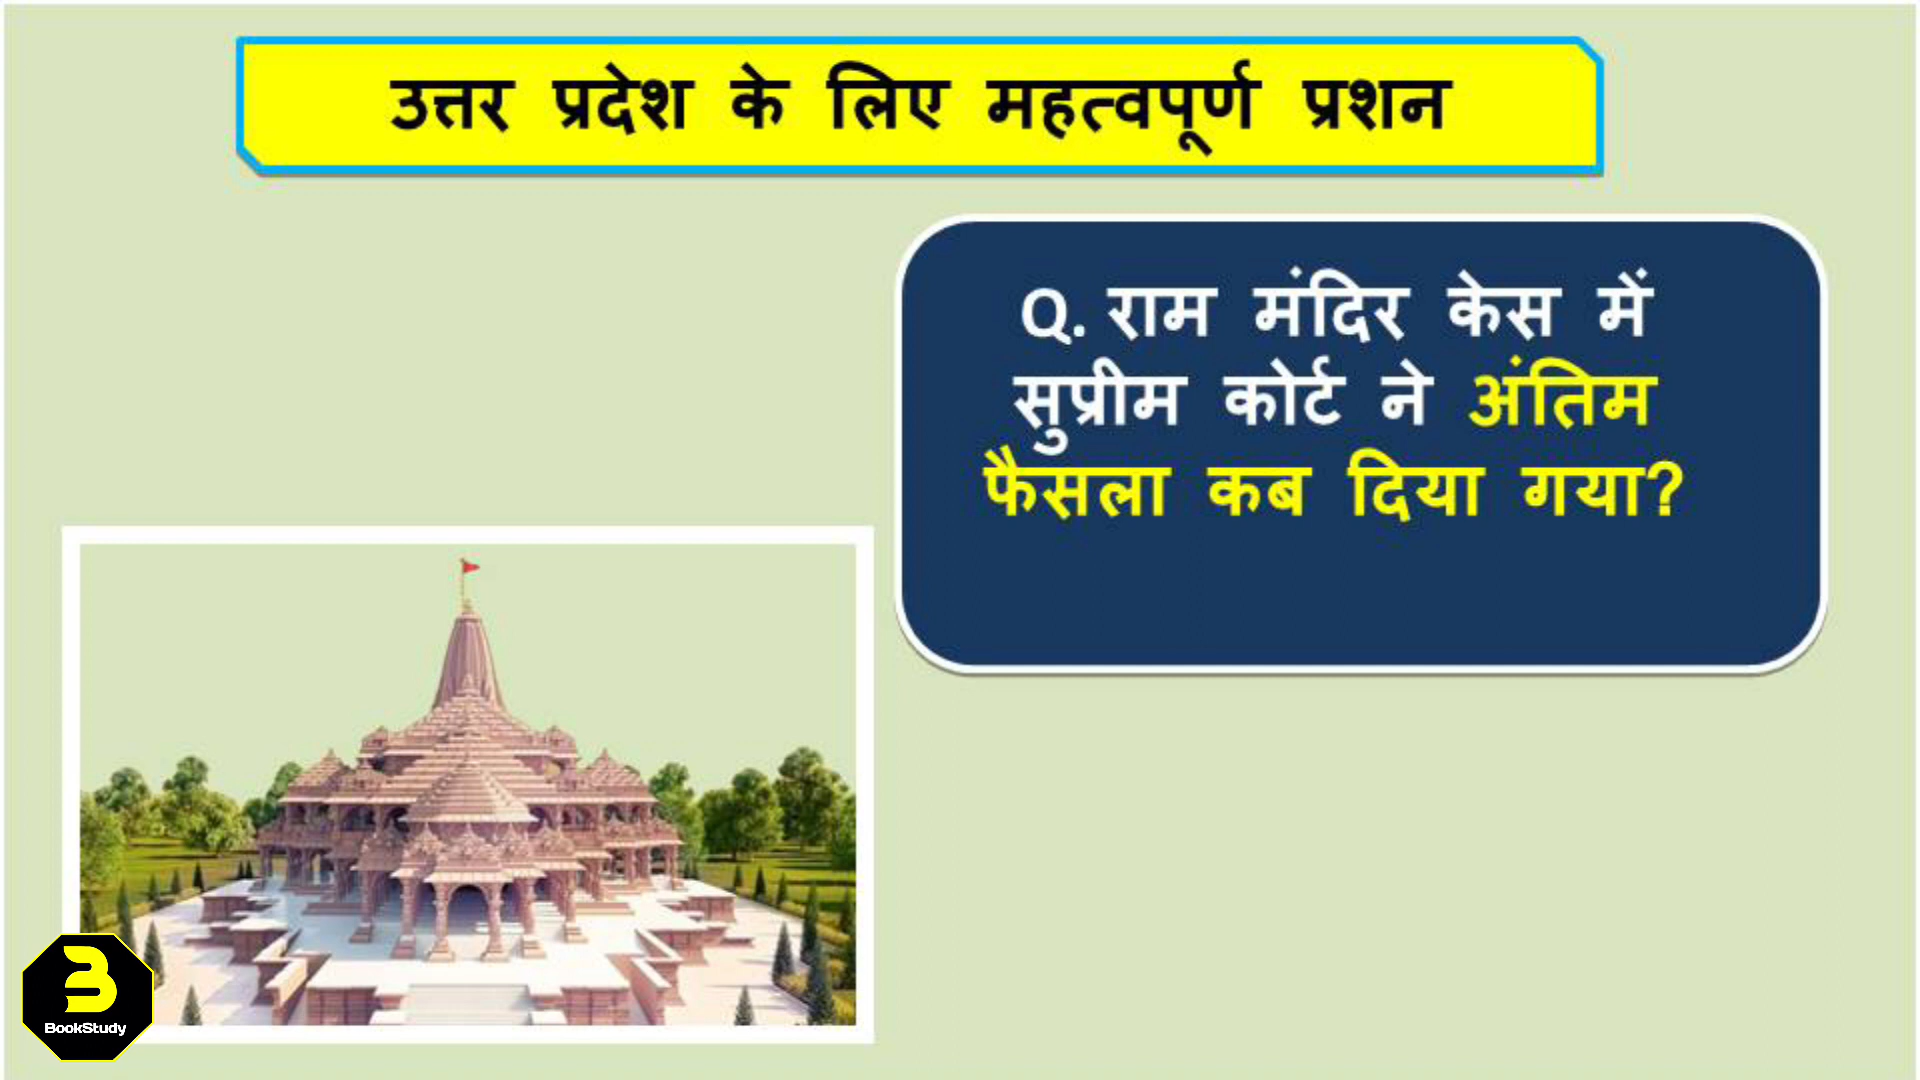 उत्तर प्रदेश के लिए महत्वपूर्ण प्रशन
Q. राम मंदिर केस में
सुप्रीम कोर्ट ने अंतिम
फैसला कब दिया गया?
BookStudy